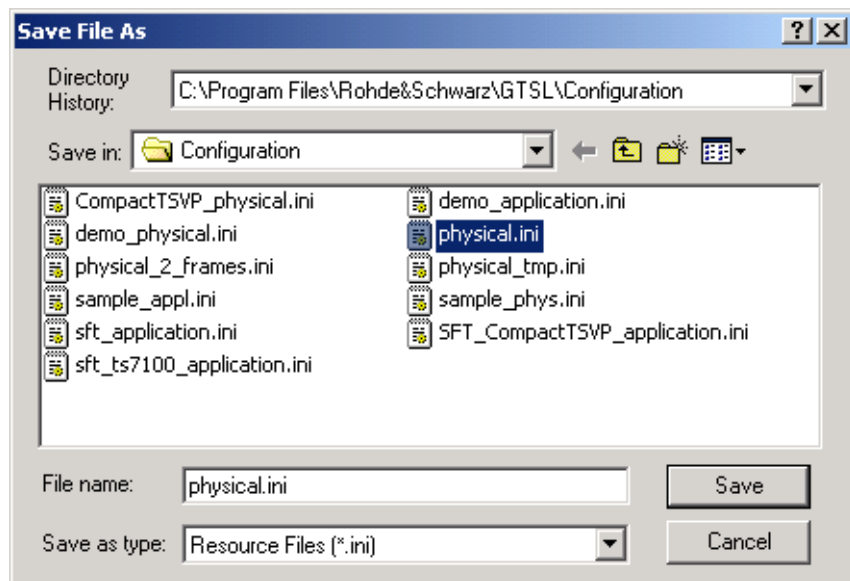 Save File As
Directory
History:
C:\Program Files\Rohde&Schwarz\GTSL\Configuration
Save in: Configuration
CompactTSVP_physical.ini demo_application.ini
demo_physical.ini physical.ini
physical_2_frames.ini physical_tmp.ini
sample_appl.ini sample_phys.ini
sft_application.ini SFT_CompactTSVP_application.ini
sft_ts7100_application.ini
File name: physical.ini Save
Save as type: Resource Files (*.ini) Cancel